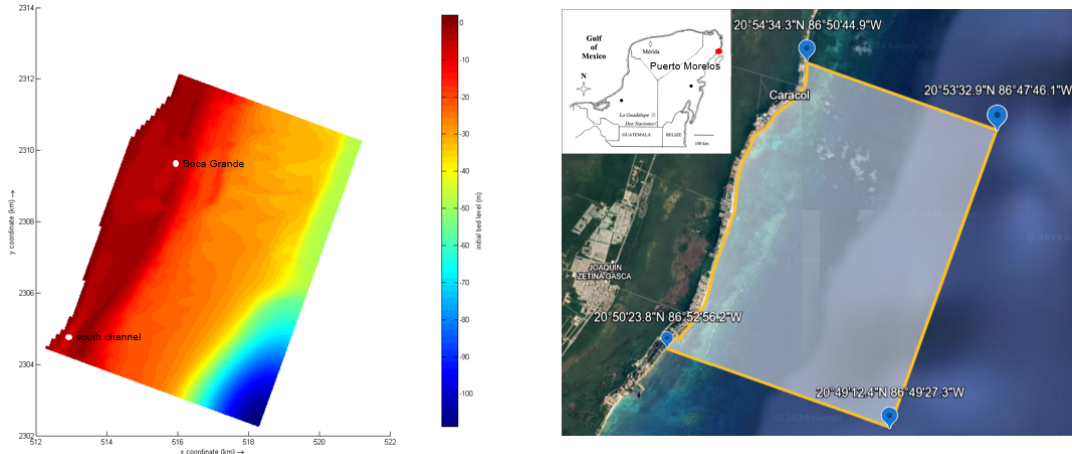 2314
2312
2310
2308
2306
2304
2302
512
514
516
518
520
522
y coordinate (km) →
x coordinate (km) →
Boca Grande
south channel
0
-10
-20
-30
-40
-50
-60
-70
-80
-90
-100
initial bed level (m)
Gulf
of
Mexico
Mérida
Puerto Morelos
N
La Guadalupe
Dos Naciones
GUATEMALA
BELIZE
100 km
20°54'34.3"N 86°50'44.9"W
Caracol
20°53'32.9"N 86°47'46.1"W
JOAQUÍN
ZETINA GASCA
20°50'23.8"N 86°52'56.2"W
20°49'12.4"N 86°49'27.3"W